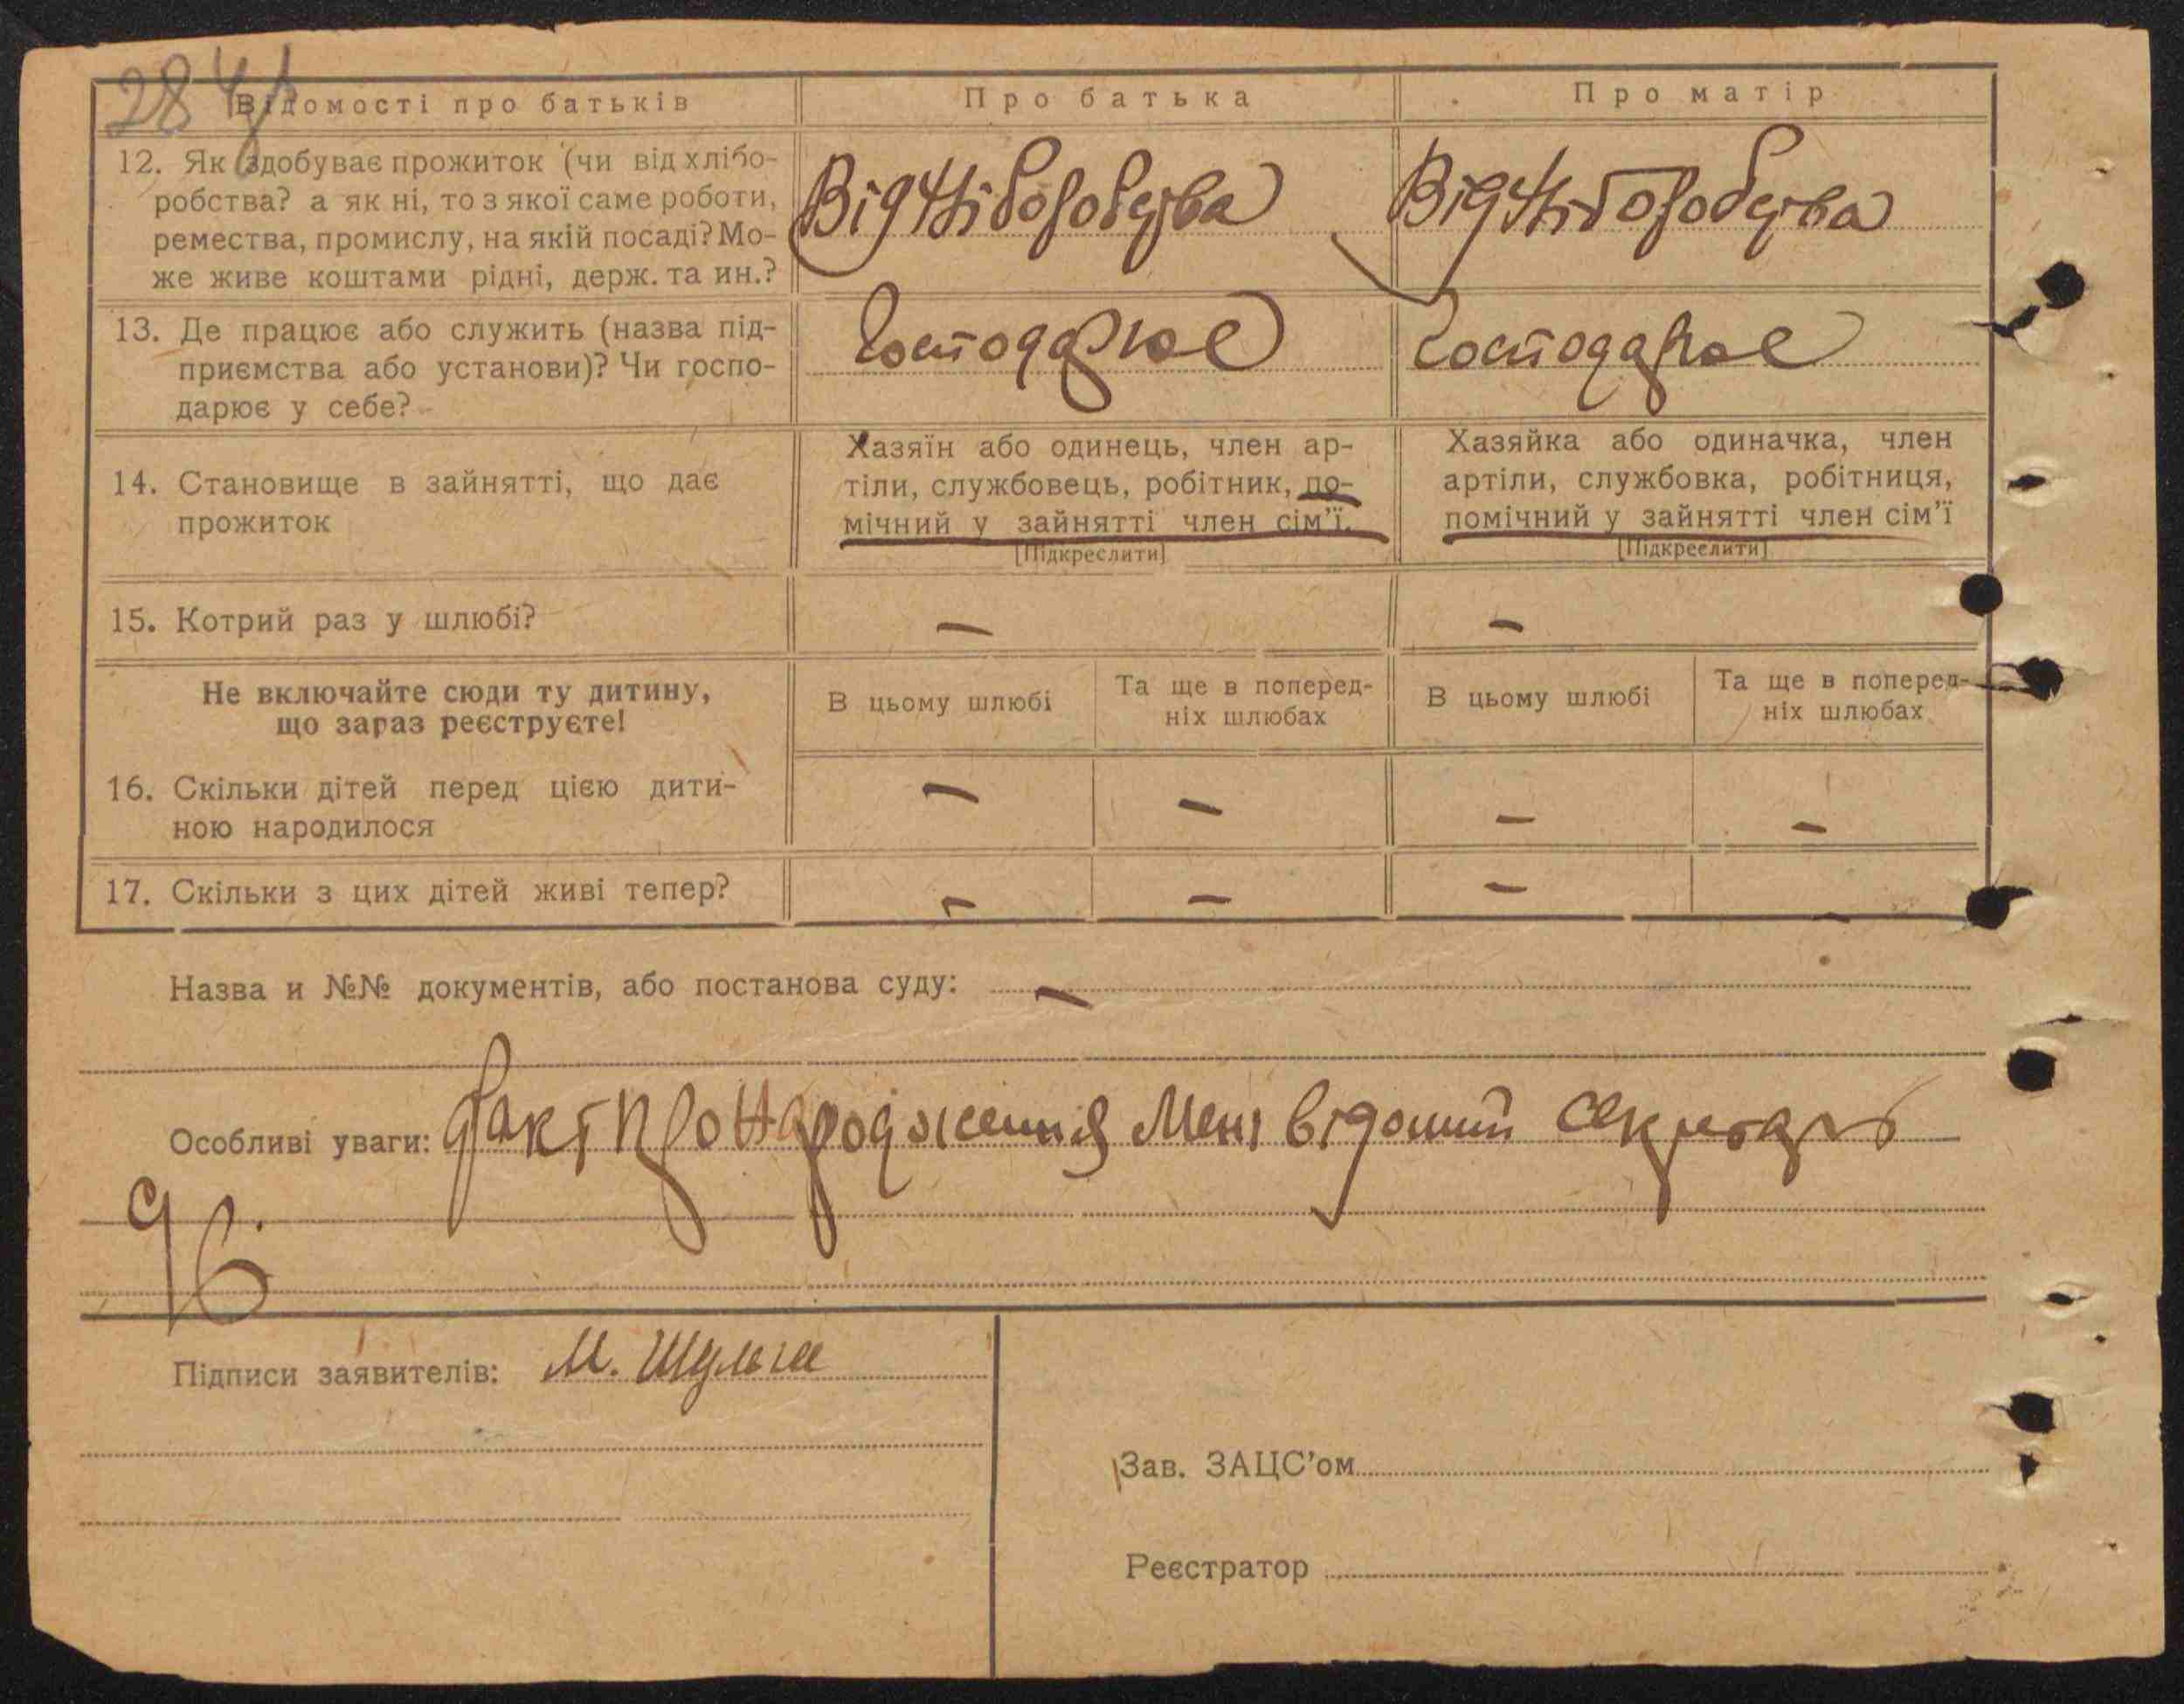 284
Відомості про батьків
Про батька
Про матір
12. Як здобуває прожиток (чи від хлібо-
робства? а як ні, то з якої саме роботи,
ремества, промислу, на якій посаді? Мо-
же живе коштами рідні, держ. та ин.?
Від
Від
13. Де працює або служить (назва під-
приємства або установи)? Чи госпо-
дарює у себе?
Господарює
Господарює
14. Становище в зайнятті, що дає
прожиток
Хазяїн або одинець, член ар-
тіли, службовець, робітник, по-
мічний у зайнятті член сім’ї.
[Підкреслити]
Хазяйка або одиначка, член
артіли, службовка, робітниця,
помічний у зайнятті член сім’ї
[Підкреслити]
15. Котрий раз у шлюбі?
—
—
Не включайте сюди ту дитину,
що зараз реєструєте!
В цьому шлюбі
Та ще в поперед-
ніх шлюбах
В цьому шлюбі
Та ще в поперед-
ніх шлюбах
16. Скільки дітей перед цією дити-
ною народилося
—
—
—
—
17. Скільки з цих дітей живі тепер?
—
—
—
—
Назва и №№ документів, або постанова суду: —
Особливі уваги: факт про народження мені відомий секретарь
96
Підписи заявителів: М.
Зав. ЗАЦС’ом
Реєстратор